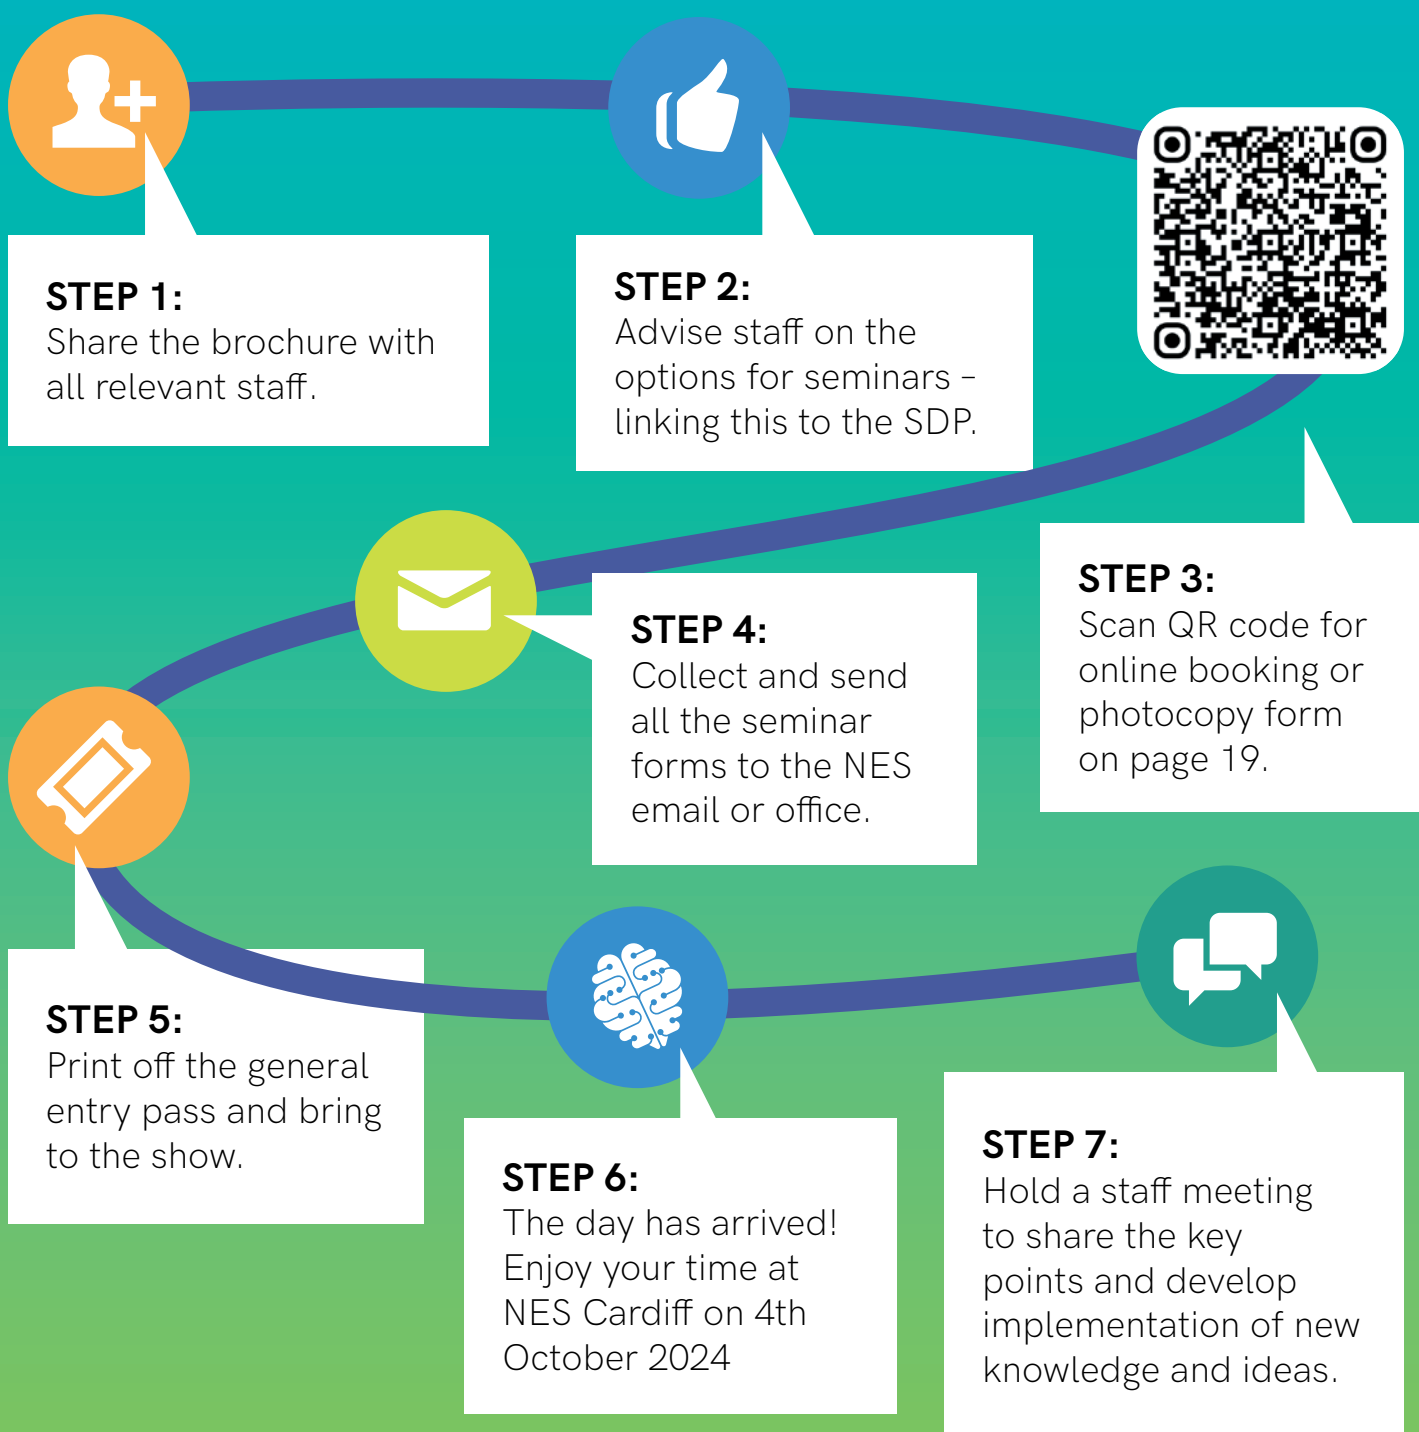 STEP 1:
Share the brochure with
all relevant staff.
STEP 2:
Advise staff on the
options for seminars –
linking this to the SDP.
STEP 3:
Scan QR code for
online booking or
photocopy form
on page 19.
STEP 4:
Collect and send
all the seminar
forms to the NES
email or office.
STEP 5:
Print off the general
entry pass and bring
to the show.
STEP 6:
The day has arrived!
Enjoy your time at
NES Cardiff on 4th
October 2024
STEP 7:
Hold a staff meeting
to share the key
points and develop
implementation of new
knowledge and ideas.